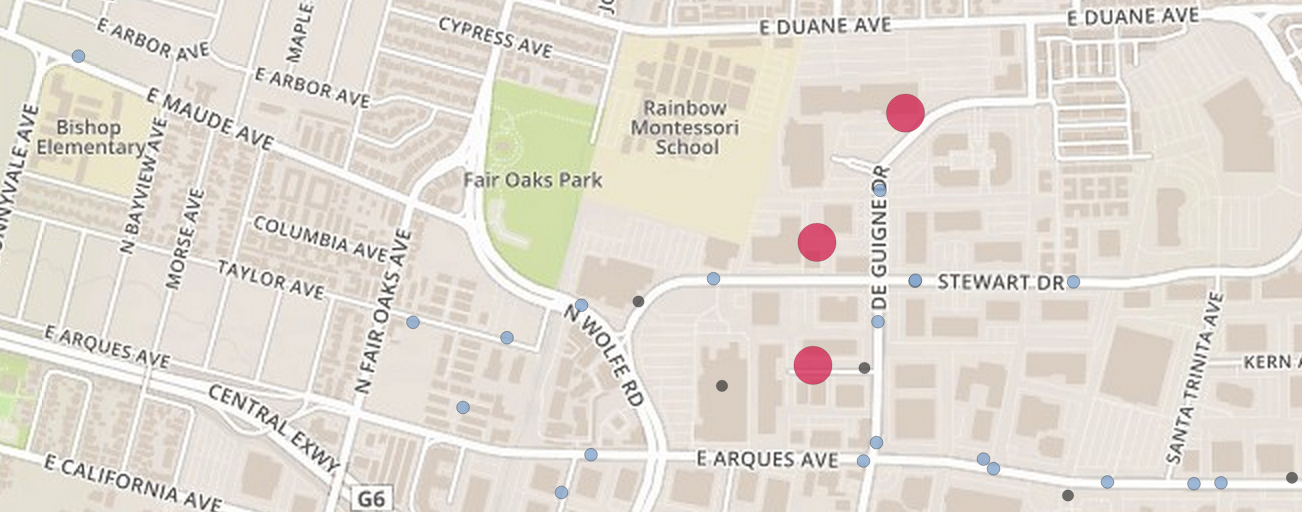 E DUANE AVE
E DUANE AVE
E ARBOR AVE
MAPLE
CYPRESS AVE
E ARBOR AVE
E MAUDE AVE
Rainbow
Montessori
School
Bishop
Elementary
N BAYVIEW AVE
MORSE AVE
Fair Oaks Park
COLUMBIA AVE
TAYLOR AVE
N FAIR OAKS AVE
DE GUIGNE DR
STEWART DR
N WOLFE RD
E ARQUES AVE
CENTRAL EXWY
SANTA TRINITA AVE
KERN
E ARQUES AVE
E CALIFORNIA AVE
G6